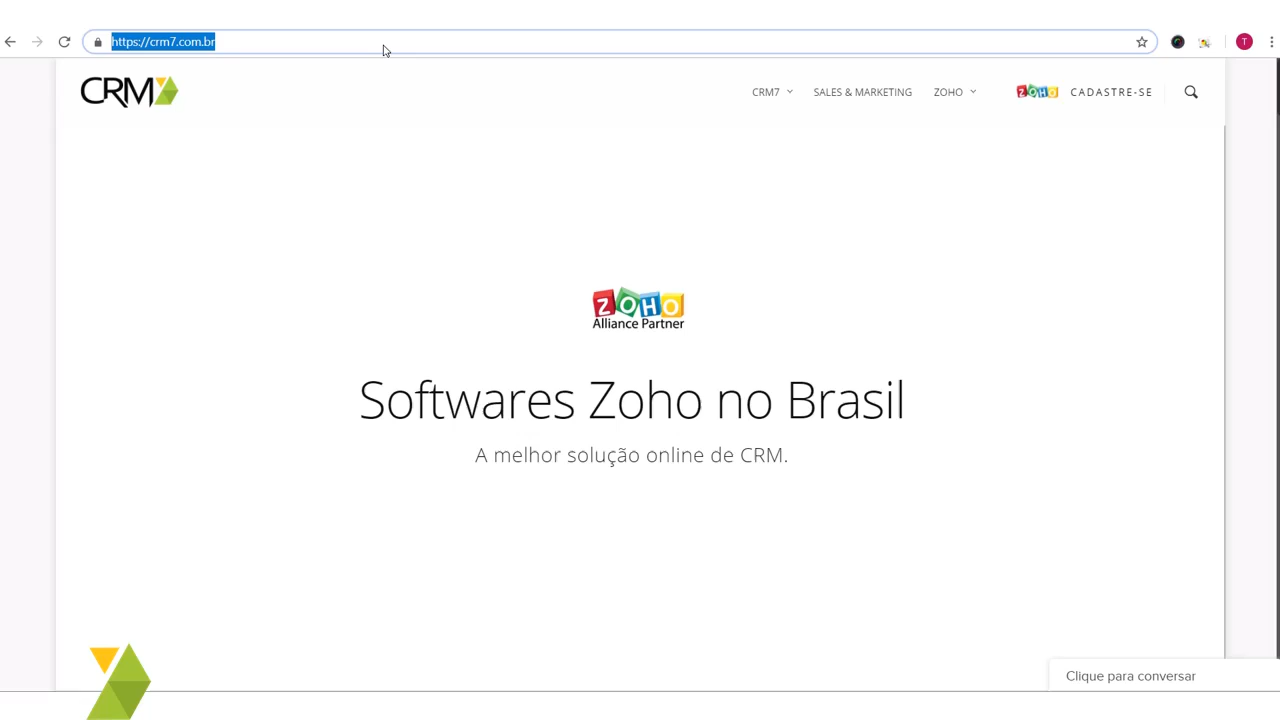 https://crm7.com.br
T
CRM7
CRM7
SALES & MARKETING
ZOHO
ZOHO
CADASTRE-SE
ZOHO
Alliance Partner
Softwares Zoho no Brasil
A melhor solução online de CRM.
Clique para conversar